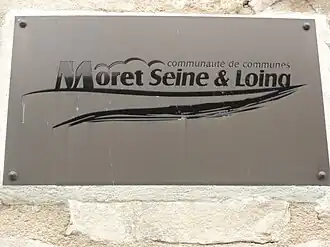 communauté de communes
Moret Seine & Loing